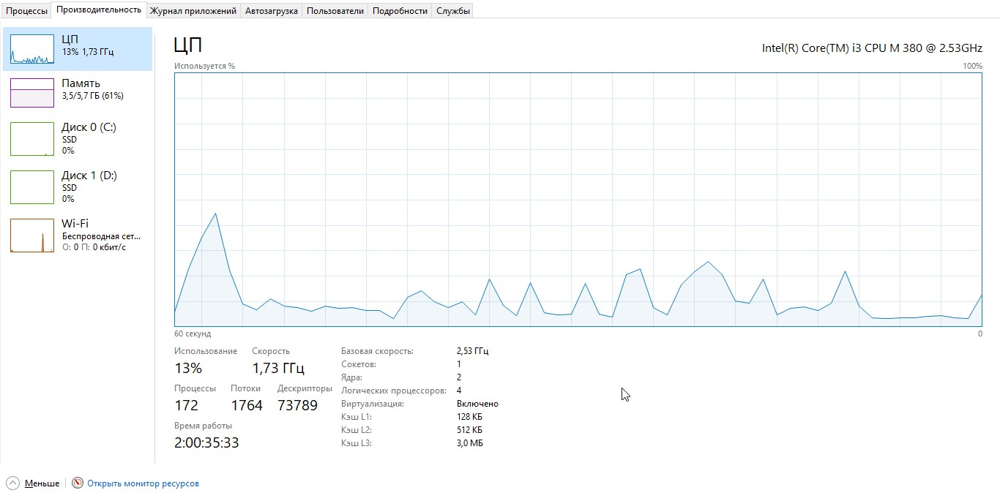 Процессы Производительность Журнал приложений Автозагрузка Пользователи Подробности Службы
ЦП
13% 1,73 ГГц
Память
3,5/5,7 ГБ (61%)
Диск 0 (C:)
SSD
0%
Диск 1 (D:)
SSD
0%
Wi-Fi
Беспроводная сет...
О: 0 П: 0 кбит/с
ЦП
Intel(R) Core(TM) i3 CPU M 380 @ 2.53GHz
Используется % 100%
60 секунд 0
Использование Скорость
13% 1,73 ГГц
Процессы Потоки Дескрипторы
172 1764 73789
Время работы
2:00:35:33
Базовая скорость: 2,53 ГГц
Сокетов: 1
Ядра: 2
Логических процессоров: 4
Виртуализация: Включено
Кэш L1: 128 КБ
Кэш L2: 512 КБ
Кэш L3: 3,0 МБ
Меньше Открыть монитор ресурсов